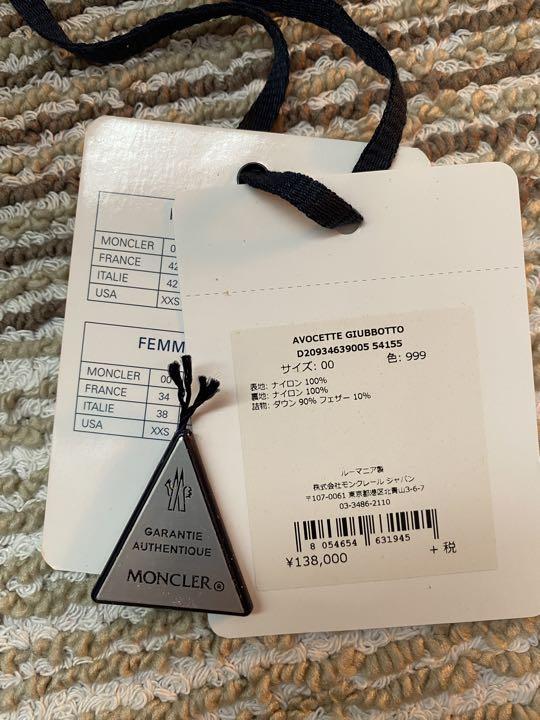 MONCLER 0
FRANCE 42
ITALIE 42
USA XXS
FEMM
MONCLER 00
FRANCE 34
ITALIE 38
USA XXS
GARANTIE
AUTHENTIQUE
MONCLER®
AVOCETTE GIUBBOTTO
D20934639005 54155
サイズ: 00 色: 999
表地: ナイロン 100%
裏地: ナイロン 100%
詰物: ダウン 90% フェザー 10%
ルーマニア製
株式会社モンクレール ジャパン
〒107-0061 東京都港区北青山3-6-7
03-3486-2110
8 054654 631945
¥138,000 + 税